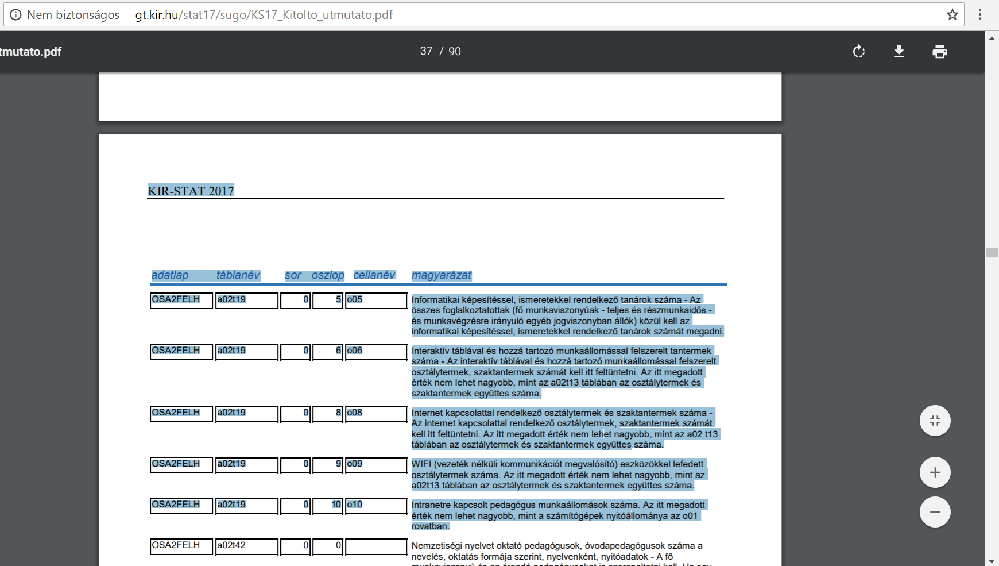 Nem biztonságos gt.kir.hu/stat17/sugo/KS17_Kitolto_utmutato.pdf
tmutato.pdf 37 / 90
KIR-STAT 2017
adatlap táblanév sor oszlop cellanév magyarázat
OSA2FELH a02t19 0 5 o05 Informatikai képesítéssel, ismeretekkel rendelkező tanárok száma - Az
összes foglalkoztatottak (fő munkaviszonyúak - teljes és részmunkaidős -
és munkavégzésre irányuló egyéb jogviszonyban állók) közül kell az
informatikai képesítéssel, ismeretekkel rendelkező tanárok számát megadni.
OSA2FELH a02t19 0 6 o06 Interaktív táblával és hozzá tartozó munkaállomással felszerelt tantermek
száma - Az interaktív táblával és hozzá tartozó munkaállomással felszerelt
osztálytermek, szaktantermek számát kell itt feltüntetni. Az itt megadott
érték nem lehet nagyobb, mint az a02t13 táblában az osztálytermek és
szaktantermek együttes száma.
OSA2FELH a02t19 0 8 o08 Internet kapcsolattal rendelkező osztálytermek és szaktantermek száma -
Az internet kapcsolattal rendelkező osztálytermek, szaktantermek számát
kell itt feltüntetni. Az itt megadott érték nem lehet nagyobb, mint az a02 t13
táblában az osztálytermek és szaktantermek együttes száma.
OSA2FELH a02t19 0 9 o09 WIFI (vezeték nélküli kommunikációt megvalósító) eszközökkel lefedett
osztálytermek száma. Az itt megadott érték nem lehet nagyobb, mint az
a02t13 táblában az osztálytermek és szaktantermek együttes száma.
OSA2FELH a02t19 0 10 o10 Intranetre kapcsolt pedagógus munkaállomások száma. Az itt megadott
érték nem lehet nagyobb, mint a számítógépek nyitóállománya az o01
rovatban.
OSA2FELH a02t42 0 0 Nemzetiségi nyelvet oktató pedagógusok, óvodapedagógusok száma a
nevelés, oktatás formája szerint, nyelvenként, nyitóadatok - A fő